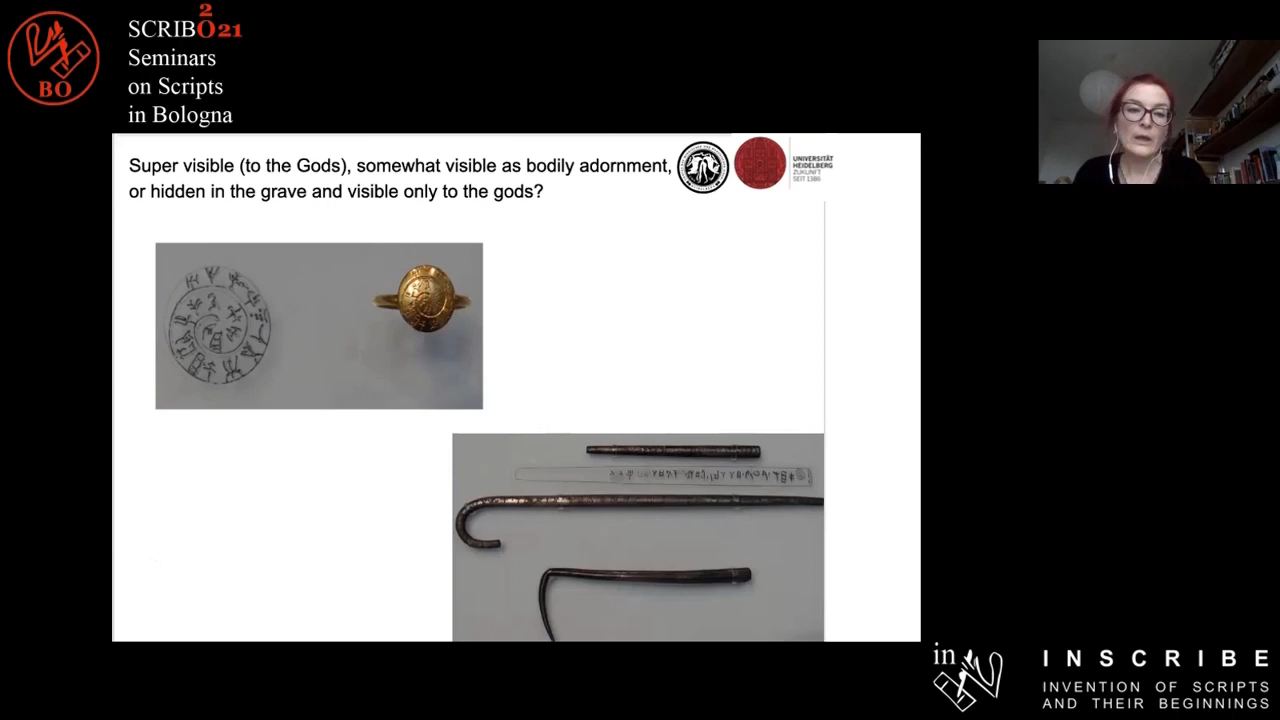 SCRIBO 2021
Seminars
on Scripts
in Bologna
BO
Super visible (to the Gods), somewhat visible as bodily adornment,
or hidden in the grave and visible only to the gods?
UNIVERSITÄT
HEIDELBERG
ZUKUNFT
SEIT 1386
in
INSCRIBE
INVENTION OF SCRIPTS
AND THEIR BEGINNINGS